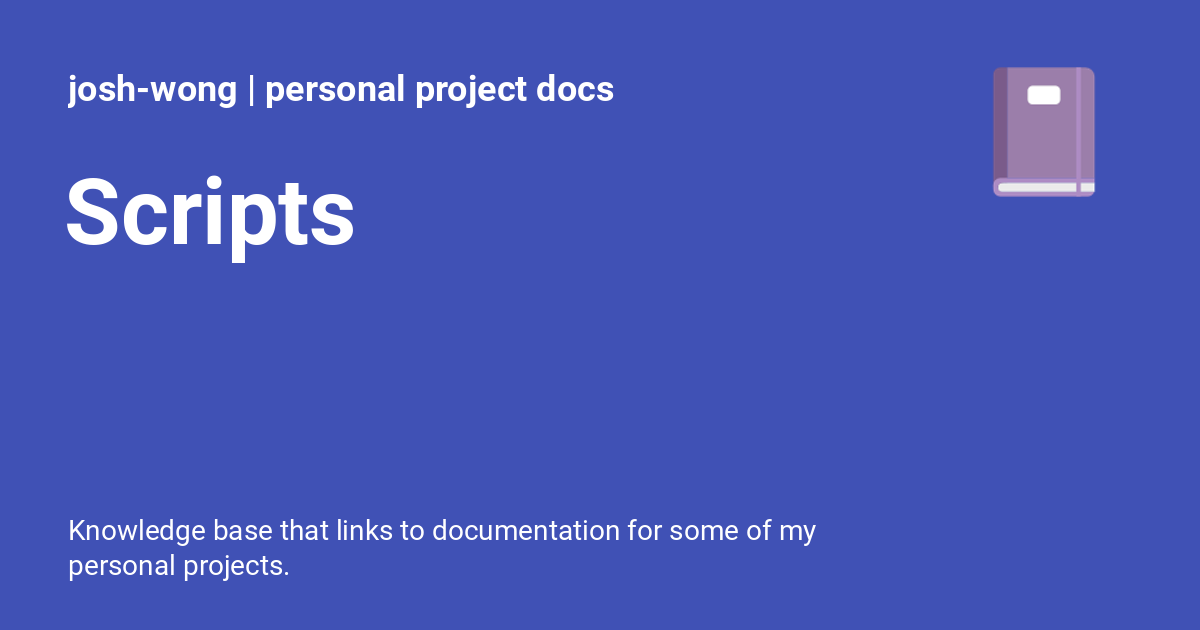 josh-wong | personal project docs
Scripts
Knowledge base that links to documentation for some of my
personal projects.